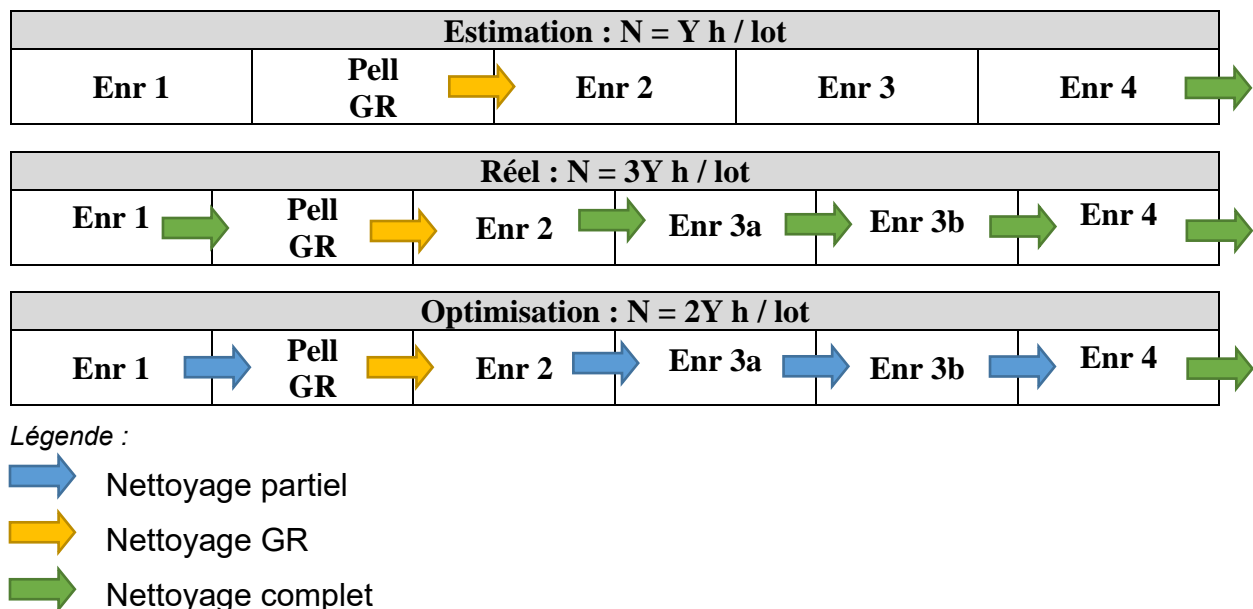 Estimation : N = Y h / lot
Enr 1 Pell GR Enr 2 Enr 3 Enr 4
Réel : N = 3Y h / lot
Enr 1 Pell GR Enr 2 Enr 3a Enr 3b Enr 4
Optimisation : N = 2Y h / lot
Enr 1 Pell GR Enr 2 Enr 3a Enr 3b Enr 4
Légende :
Nettoyage partiel
Nettoyage GR
Nettoyage complet